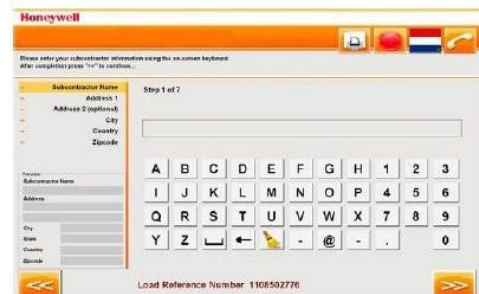 Honeywell
Please enter your subcontractor information using the on-screen keyboard.
After completion press ">>" to continue...
Subcontractor Name
Address 1
Address 2 (optional)
City
Country
Zipcode
Step 1 of 7
Preview
Subcontractor Name
Address
City
State
Country
Zipcode
A B C D E F G H 1 2 3
I J K L M N O P 4 5 6
Q R S T U V W X 7 8 9
Y Z - @ - . 0
<< Load Reference Number 1108502776 >>